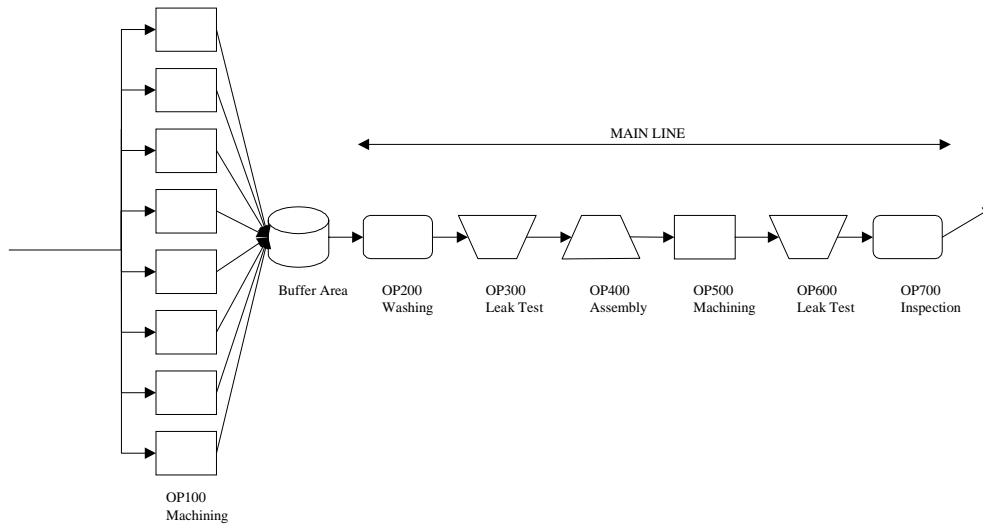 MAIN LINE
Buffer Area
OP200
Washing
OP300
Leak Test
OP400
Assembly
OP500
Machining
OP600
Leak Test
OP700
Inspection
OP100
Machining